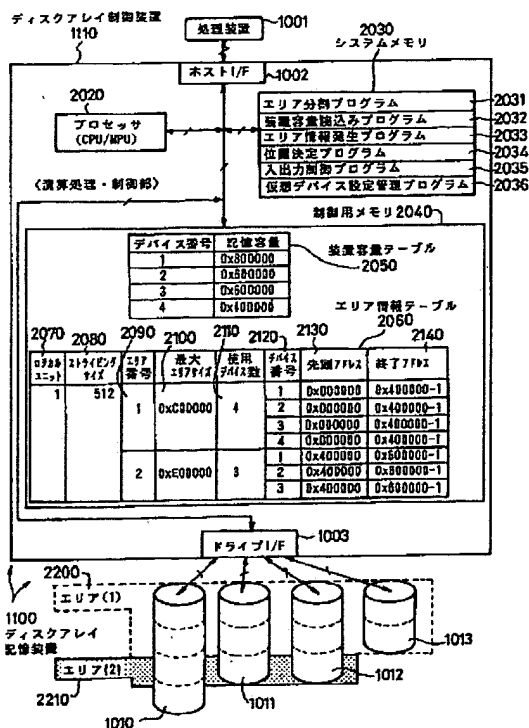 ディスクアレイ制御装置
1110
1001
処理装置
2030
システムメモリ
ホストI/F
1002
2020
プロセッサ
(CPU/MPU)
エリア分割プログラム 2031
装置容量読込みプログラム 2032
エリア情報発生プログラム 2033
位置決定プログラム 2034
入出力制御プログラム 2035
仮想デバイス設定管理プログラム 2036
〈演算処理・制御部〉
制御用メモリ 2040
デバイス番号 記憶容量
1 0x800000
2 0x600000
3 0x600000
4 0x400000
装置容量テーブル
2050
エリア情報テーブル
2060
2070 2080 2090 2100 2110 2120 2130 2140
ロジカルユニット ストライピングサイズ エリア番号 最大エリアサイズ 使用デバイス数 デバイス番号 先頭アドレス 終了アドレス
1 512 1 0xC00000 4
1 0x000000 0x400000-1
2 0x000000 0x400000-1
3 0x000000 0x400000-1
4 0x000000 0x400000-1
2 0xE00000 3
1 0x400000
2 0x400000
3 0x400000 0x600000-1
ドライブI/F
1003
2200
エリア(1)
1100
ディスクアレイ
記憶装置
エリア(2)
2210
1010
1011
1012
1013